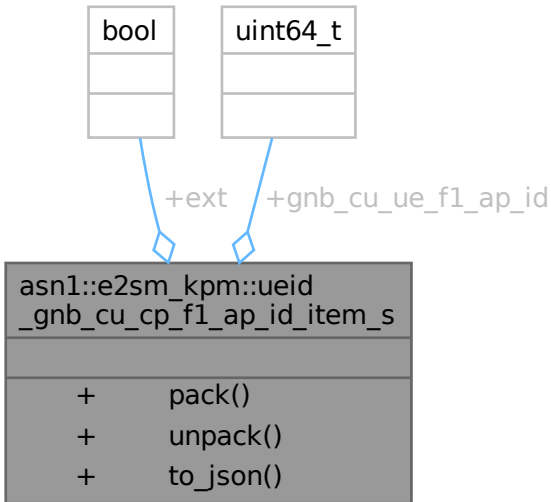 bool
uint64_t
+ext
+gnb_cu_ue_f1_ap_id
asn1::e2sm_kpm::ueid
_gnb_cu_cp_f1_ap_id_item_s
+ pack()
+ unpack()
+ to_json()